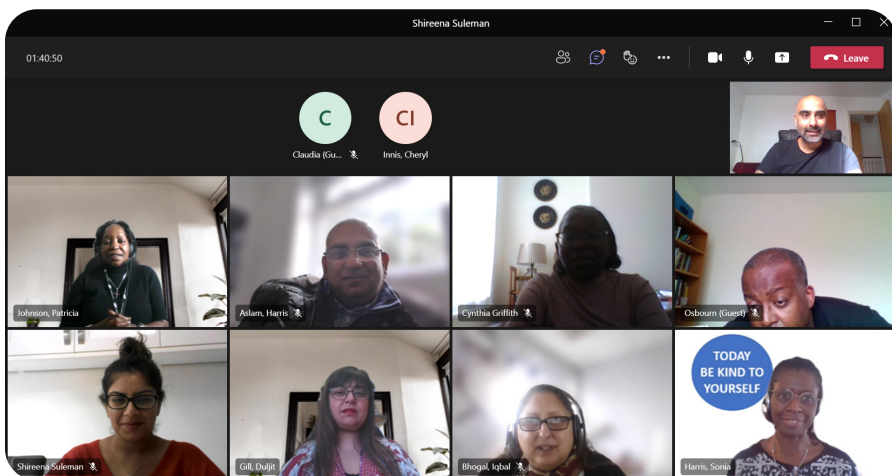 Shireena Suleman
01:40:50
Leave
C
CI
Claudia (Gu...
Innis, Cheryl
Johnson, Patricia
Aslam, Harris
Cynthia Griffith
Osbourn (Guest)
TODAY
BE KIND TO
YOURSELF
Shireena Suleman
Gill, Duljit
Bhogal, Iqbal
Harris, Sonia